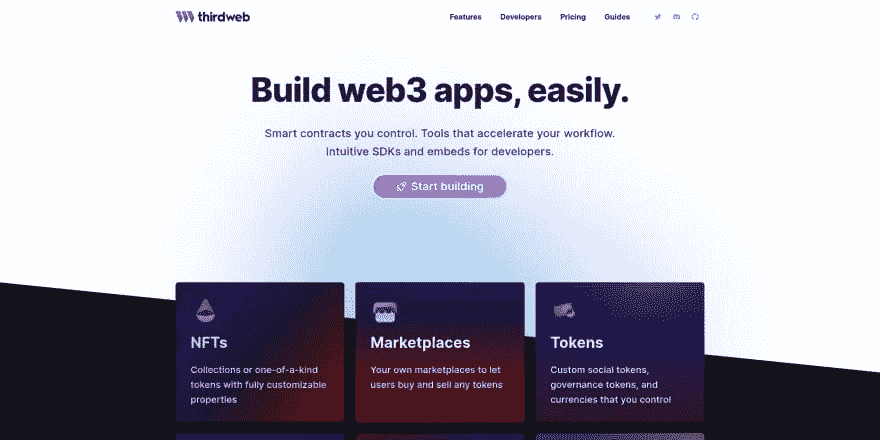 thirdweb
Features Developers Pricing Guides
Build web3 apps, easily.
Smart contracts you control. Tools that accelerate your workflow.
Intuitive SDKs and embeds for developers.
Start building
NFTs
Collections or one-of-a-kind
tokens with fully customizable
properties
Marketplaces
Your own marketplaces to let
users buy and sell any tokens
Tokens
Custom social tokens,
governance tokens, and
currencies that you control